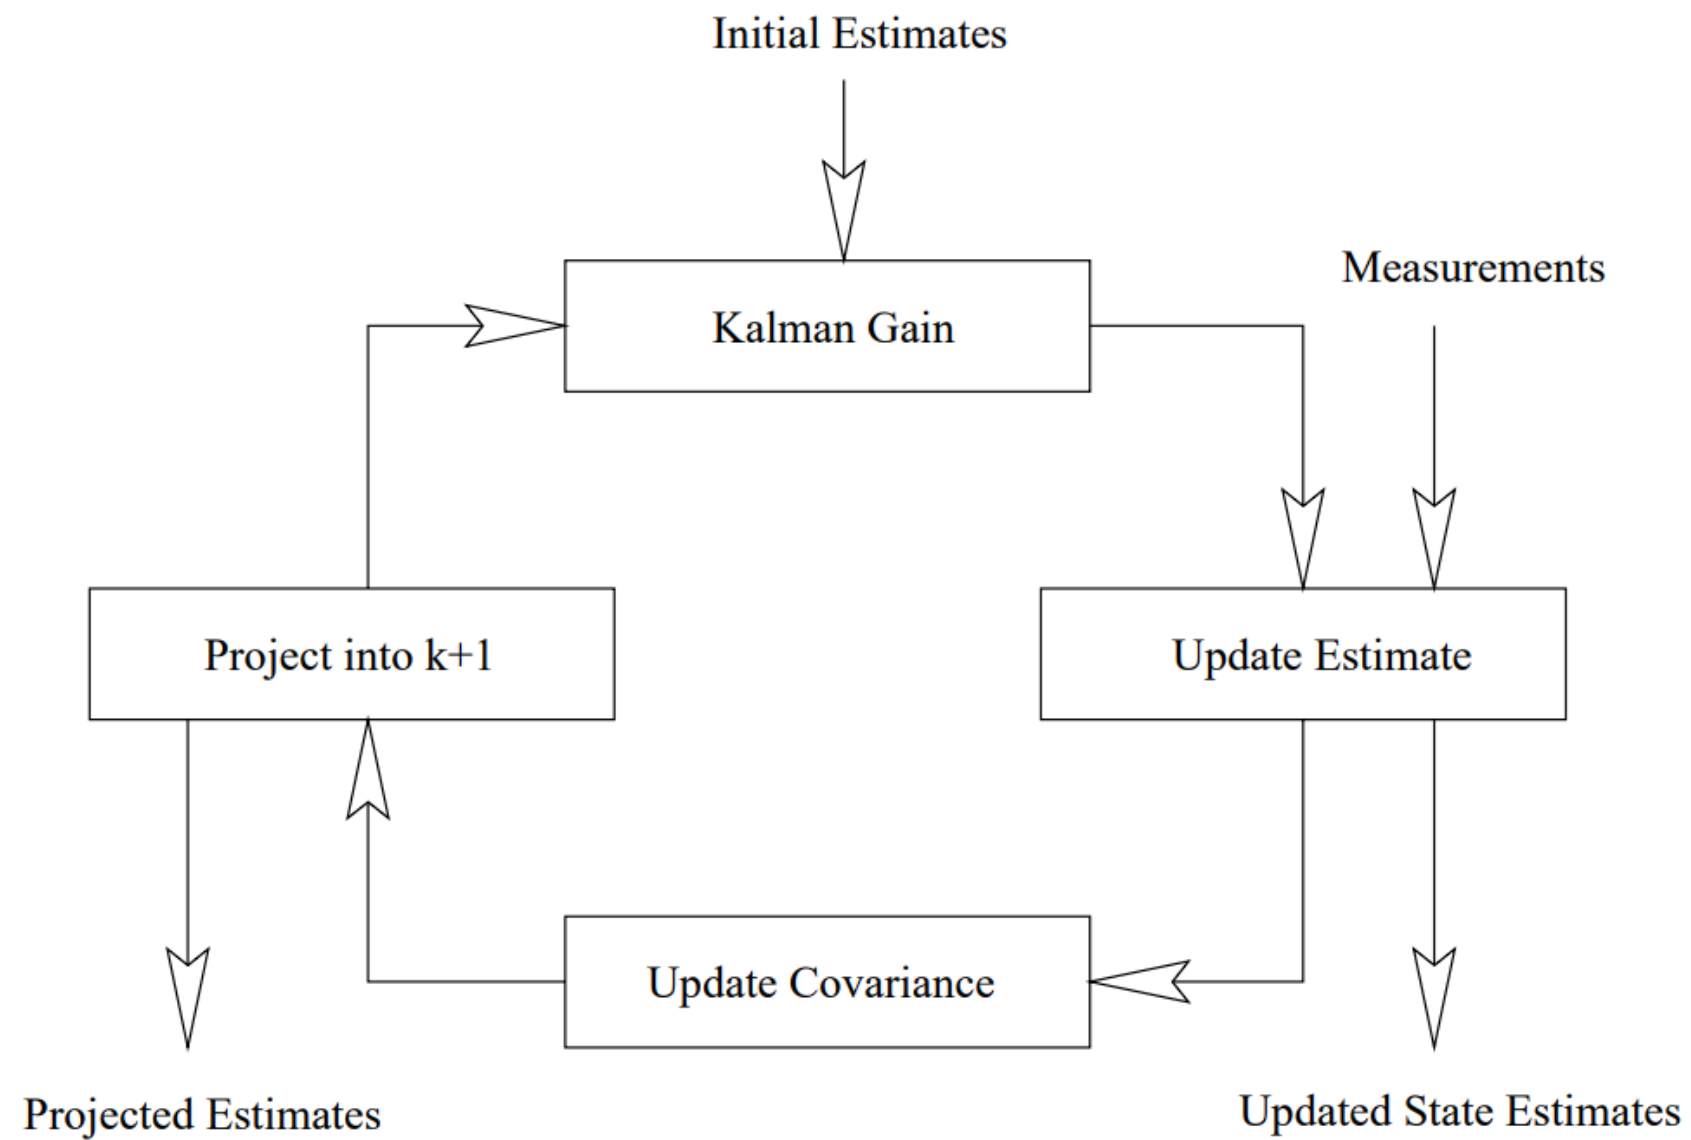 Initial Estimates
Measurements
Kalman Gain
Project into k+1
Update Estimate
Update Covariance
Projected Estimates
Updated State Estimates